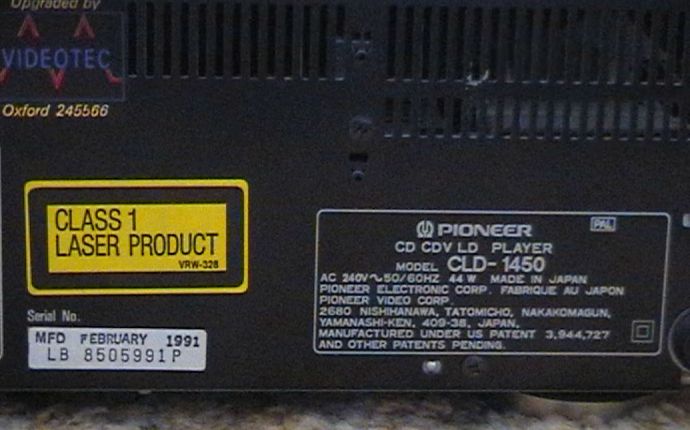 Upgraded by
VIDEOTEC
Oxford 245566
CLASS 1
LASER PRODUCT
VRW-328
Serial No.
MFD FEBRUARY 1991
LB 8505991P
PIONEER PAL
CD CDV LD PLAYER
MODEL CLD-1450
AC 240V~50/60HZ 44W MADE IN JAPAN
PIONEER ELECTRONIC CORP. FABRIQUE AU JAPON
PIONEER VIDEO CORP.
2680 NISHIHANAWA, TATOMICHO, NAKAKOMAGUN,
YAMANASHI-KEN, 409-38, JAPAN,
MANUFACTURED UNDER US PATENT 3,944,727
AND OTHER PATENTS PENDING.